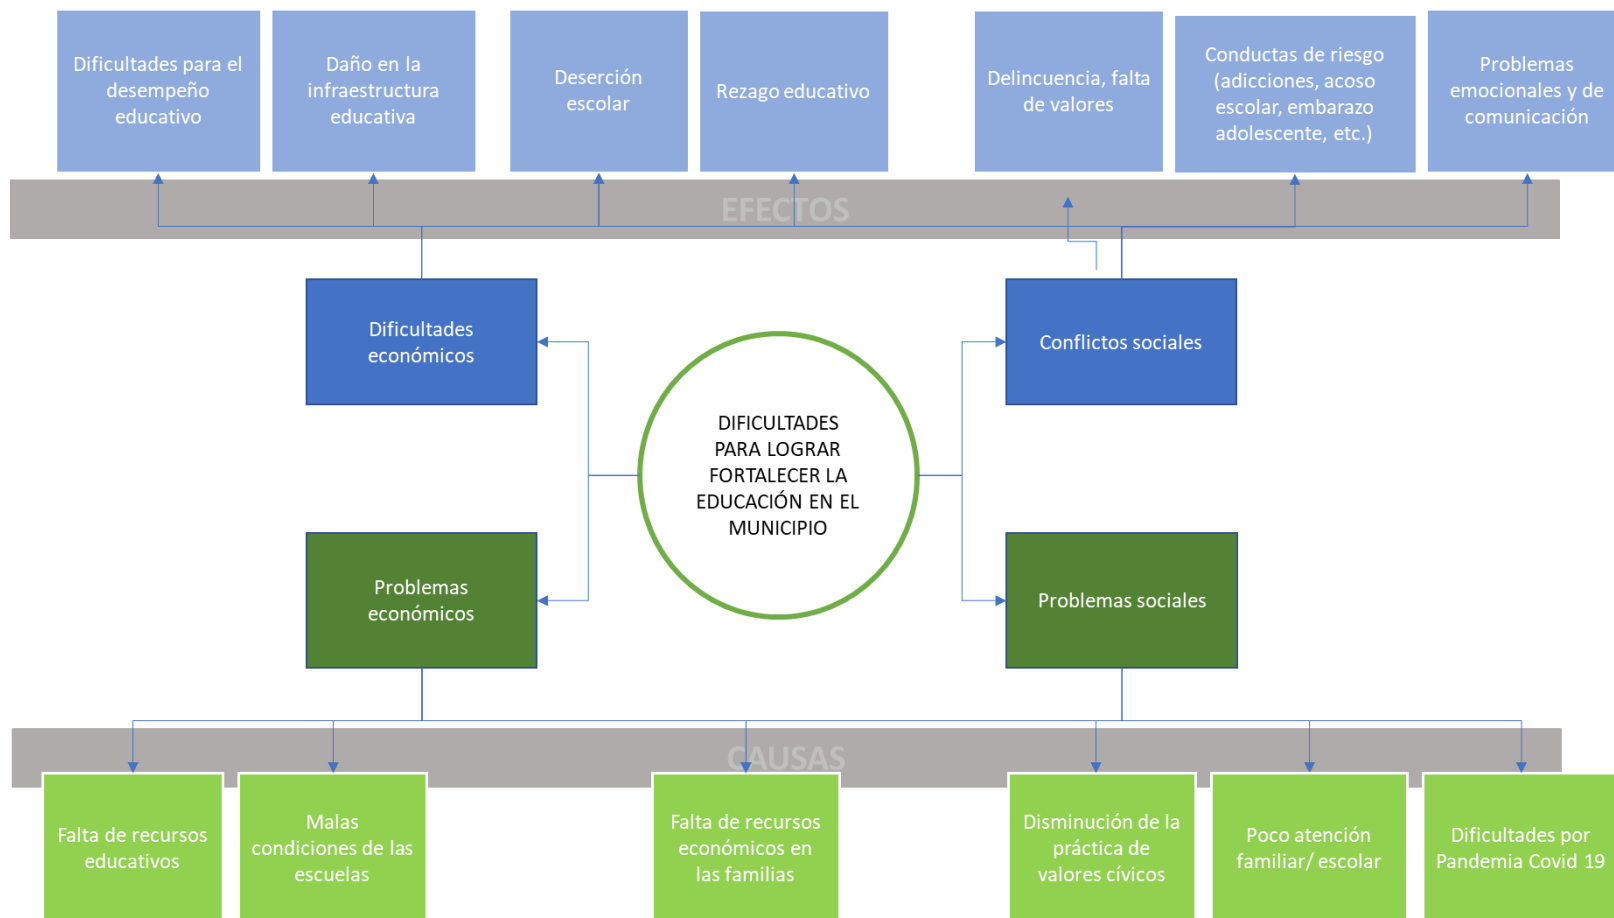 Dificultades para el
desempeño
educativo
Daño en la
infraestructura
educativa
Deserción
escolar
Rezago educativo
Delincuencia, falta
de valores
Conductas de riesgo
(adicciones, acoso
escolar, embarazo
adolescente, etc.)
Problemas
emocionales y de
comunicación
EFECTOS
Dificultades
económicos
Conflictos sociales
DIFICULTADES
PARA LOGRAR
FORTALECER LA
EDUCACIÓN EN EL
MUNICIPIO
Problemas
económicos
Problemas sociales
CAUSAS
Falta de recursos
educativos
Malas
condiciones de las
escuelas
Falta de recursos
económicos en
las familias
Disminución de la
práctica de
valores cívicos
Poco atención
familiar/ escolar
Dificultades por
Pandemia Covid 19